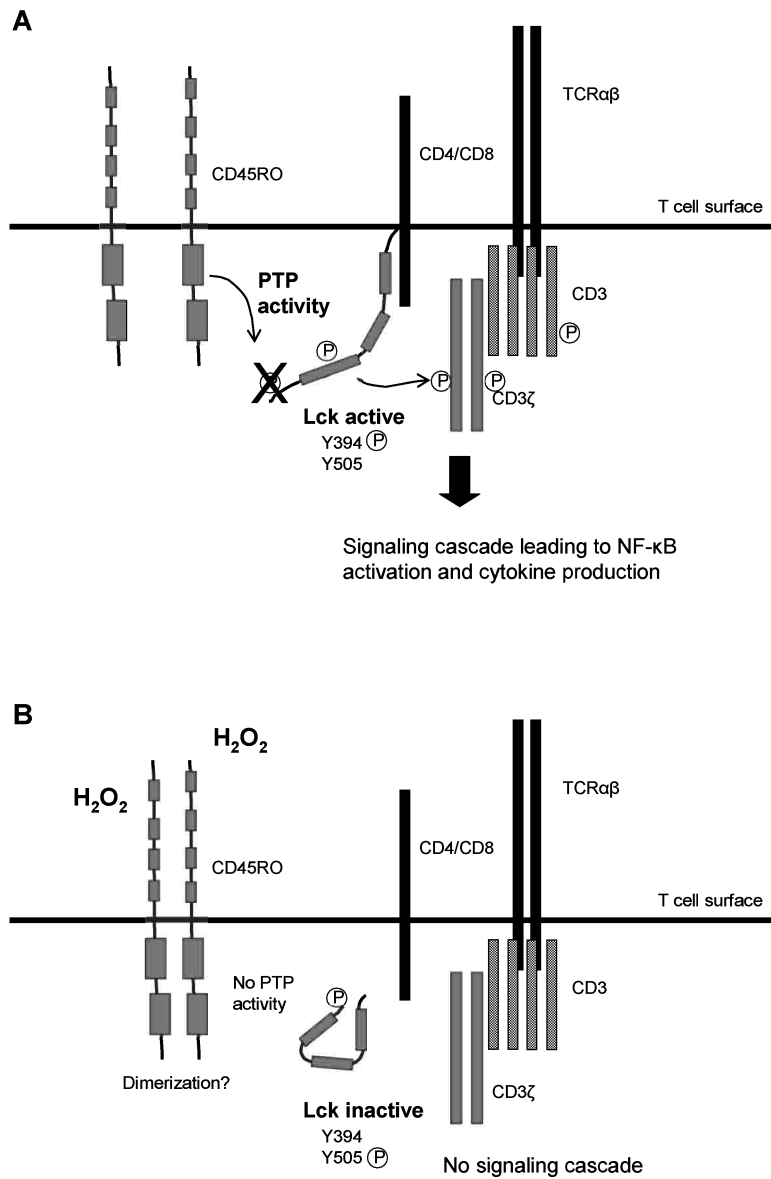 A
TCRαβ
CD4/CD8
CD45RO
T cell surface
PTP
activity
CD3
P
P
P
P
P
CD3ζ
Lck active
Y394 P
Y505
Signaling cascade leading to NF-κB
activation and cytokine production
B
H₂O₂
H₂O₂
TCRαβ
CD4/CD8
CD45RO
T cell surface
No PTP
activity
P
CD3
Dimerization?
CD3ζ
Lck inactive
Y394
Y505 P
No signaling cascade